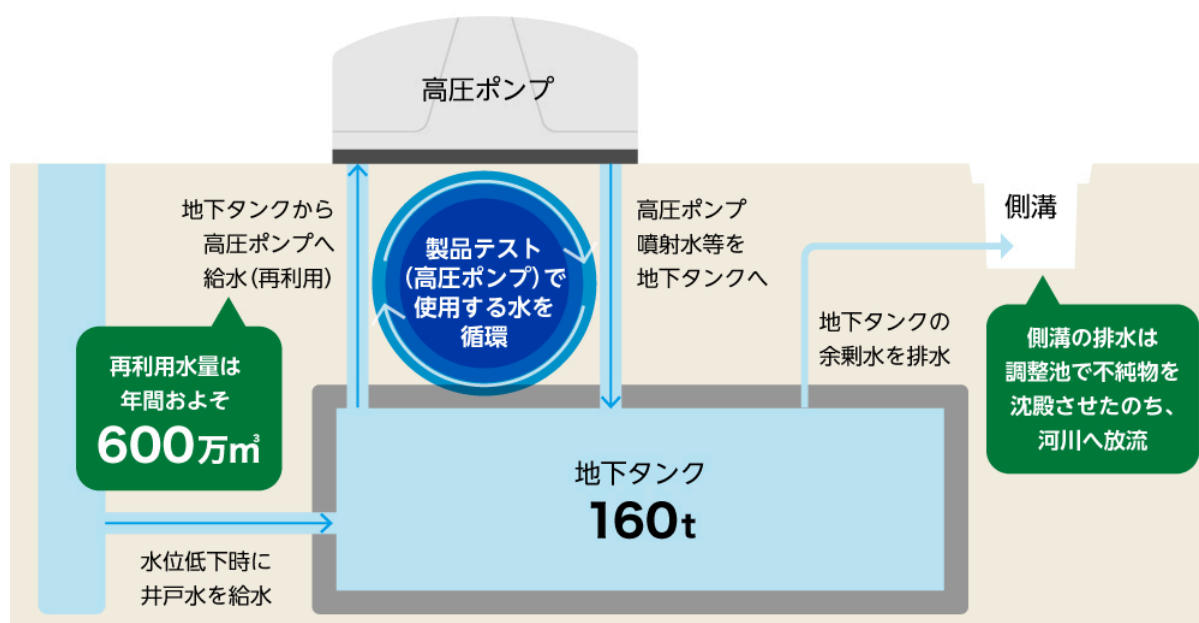 高圧ポンプ
地下タンクから
高圧ポンプへ
給水(再利用)
製品テスト
(高圧ポンプ)で
使用する水を
循環
高圧ポンプ
噴射水等を
地下タンクへ
側溝
再利用水量は
年間およそ
600万㎥
地下タンクの
余剰水を排水
側溝の排水は
調整池で不純物を
沈殿させたのち、
河川へ放流
地下タンク
160t
水位低下時に
井戸水を給水